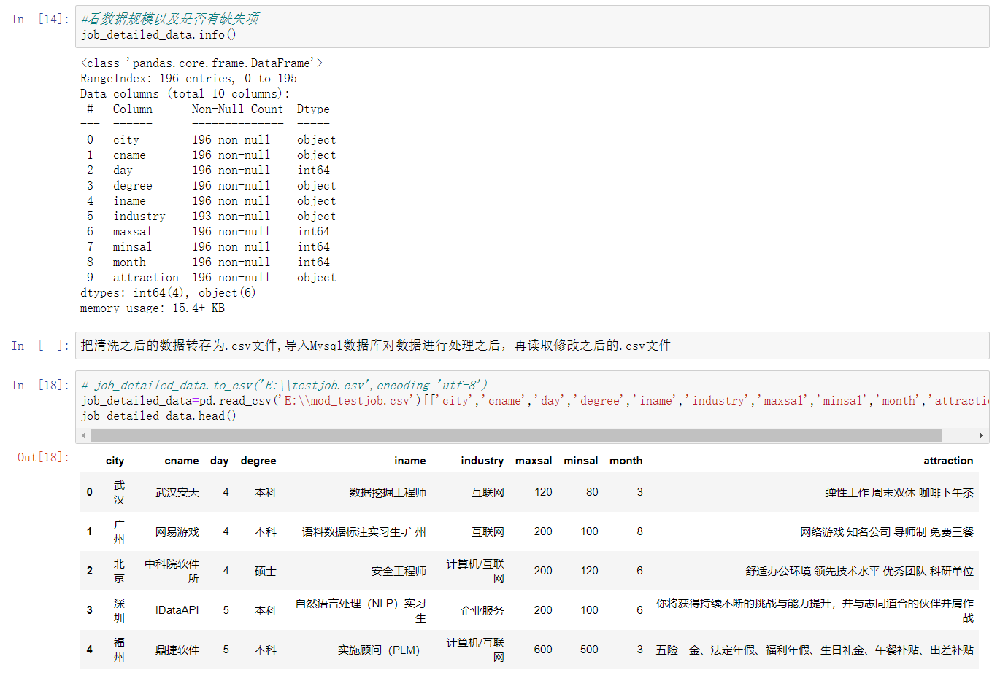 In [14]:
#看数据规模以及是否有缺失项
job_detailed_data.info()
<class 'pandas.core.frame.DataFrame'>
RangeIndex: 196 entries, 0 to 195
Data columns (total 10 columns):
# Column Non-Null Count Dtype
--- ------ -------------- -----
0 city 196 non-null object
1 cname 196 non-null object
2 day 196 non-null int64
3 degree 196 non-null object
4 iname 196 non-null object
5 industry 193 non-null object
6 maxsal 196 non-null int64
7 minsal 196 non-null int64
8 month 196 non-null int64
9 attraction 196 non-null object
dtypes: int64(4), object(6)
memory usage: 15.4+ KB
In [ ]:
把清洗之后的数据转存为.csv文件,导入Mysql数据库对数据进行处理之后，再读取修改之后的.csv文件
In [18]:
# job_detailed_data.to_csv('E:\\testjob.csv',encoding='utf-8')
job_detailed_data=pd.read_csv('E:\\mod_testjob.csv')[['city','cname','day','degree','iname','industry','maxsal','minsal','month','attractio
job_detailed_data.head()
Out[18]:
city cname day degree iname industry maxsal minsal month attraction
0 武汉 武汉安天 4 本科 数据挖掘工程师 互联网 120 80 3 弹性工作 周末双休 咖啡下午茶
1 广州 网易游戏 4 本科 语料数据标注实习生-广州 互联网 200 100 8 网络游戏 知名公司 导师制 免费三餐
2 北京 中科院软件所 4 硕士 安全工程师 计算机/互联网 200 120 6 舒适办公环境 领先技术水平 优秀团队 科研单位
3 深圳 IDataAPI 5 本科 自然语言处理（NLP）实习生 企业服务 200 100 6 你将获得持续不断的挑战与能力提升，并与志同道合的伙伴并肩作战
4 福州 鼎捷软件 5 本科 实施顾问（PLM） 计算机/互联网 600 500 3 五险一金、法定年假、福利年假、生日礼金、午餐补贴、出差补贴